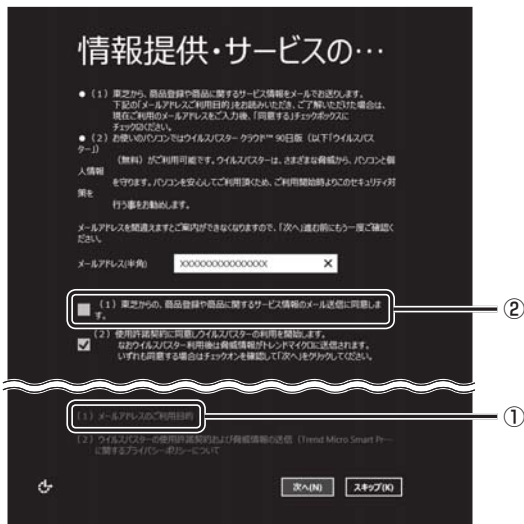 情報提供・サービスの…
●（1）東芝から、商品登録や商品に関するサービス情報をメールでお送りします。
下記の「メールアドレスご利用目的」をお読みいただき、ご了解いただけた場合は、
現在ご利用のメールアドレスをご入力後、「同意する」チェックボックスに
チェックください。
●（2）お使いのパソコンではウイルスバスター クラウド™ 90日版（以下「ウイルスバス
ター」）
（無料）がご利用可能です。ウイルスバスターは、さまざまな脅威から、パソコンと個
人情報
を守ります。パソコンを安心してご利用頂くため、ご利用開始時よりこのセキュリティ対
策を
行う事をお勧めします。
メールアドレスを間違えますとご案内ができなくなりますので、「次へ」進む前にもう一度ご確認く
ださい。
メールアドレス(半角) XXXXXXXXXXXXXXX ×
（1）東芝からの、商品登録や商品に関するサービス情報のメール送信に同意しま
す。
②
（2）使用許諾契約に同意しウイルスバスターの利用を開始します。
なおウイルスバスター利用後は脅威情報がトレンドマイクロに送信されます。
いずれも同意する場合はチェックオンを確認して「次へ」をクリックしてください。
（1）メールアドレスのご利用目的
①
（2）ウイルスバスターの使用許諾契約および脅威情報の送信（Trend Micro Smart Pr…
に関するプライバシーポリシーについて
次へ(N) スキップ(K)